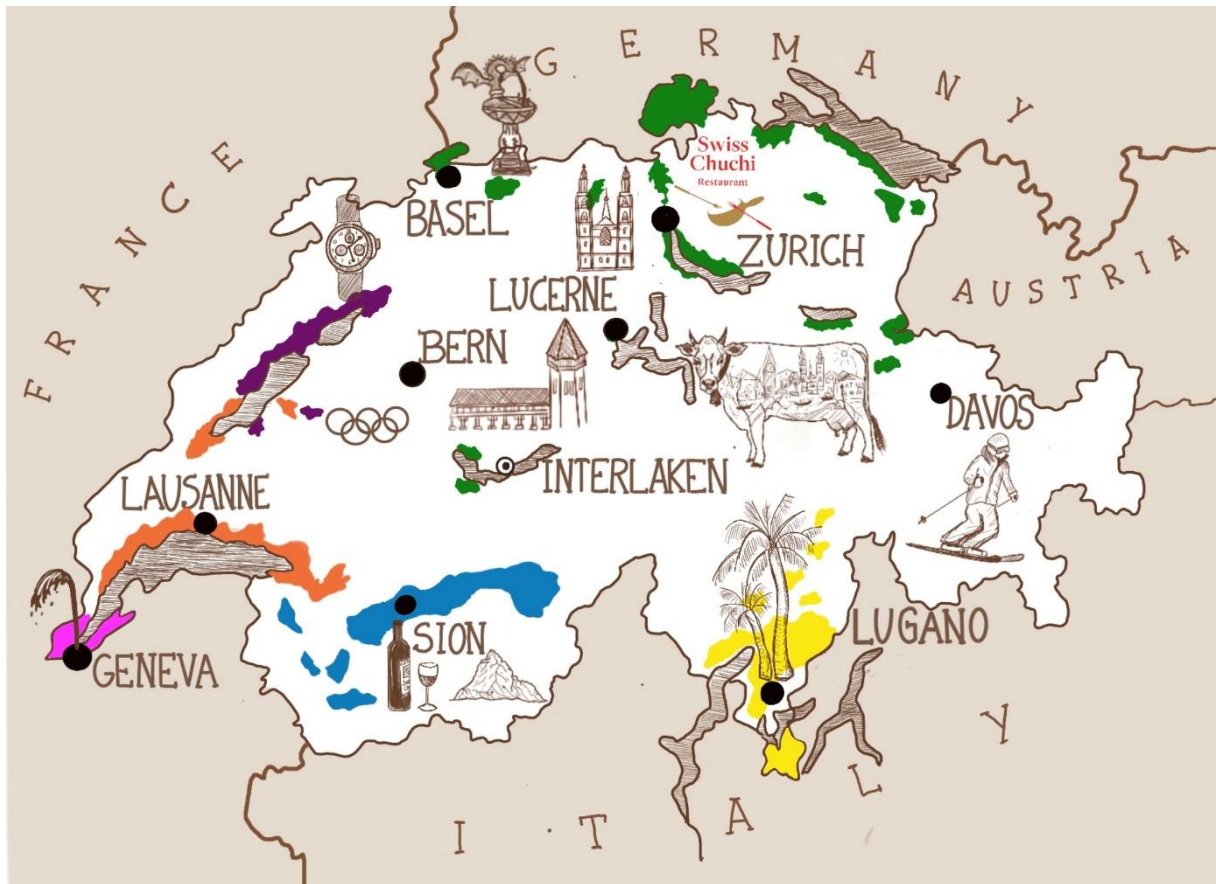 GERMANY
FRANCE
Swiss
Chuchi
Restaurant
BASEL
ZURICH
AUSTRIA
LUCERNE
BERN
DAVOS
INTERLAKEN
LAUSANNE
LUGANO
SION
GENEVA
ITALY